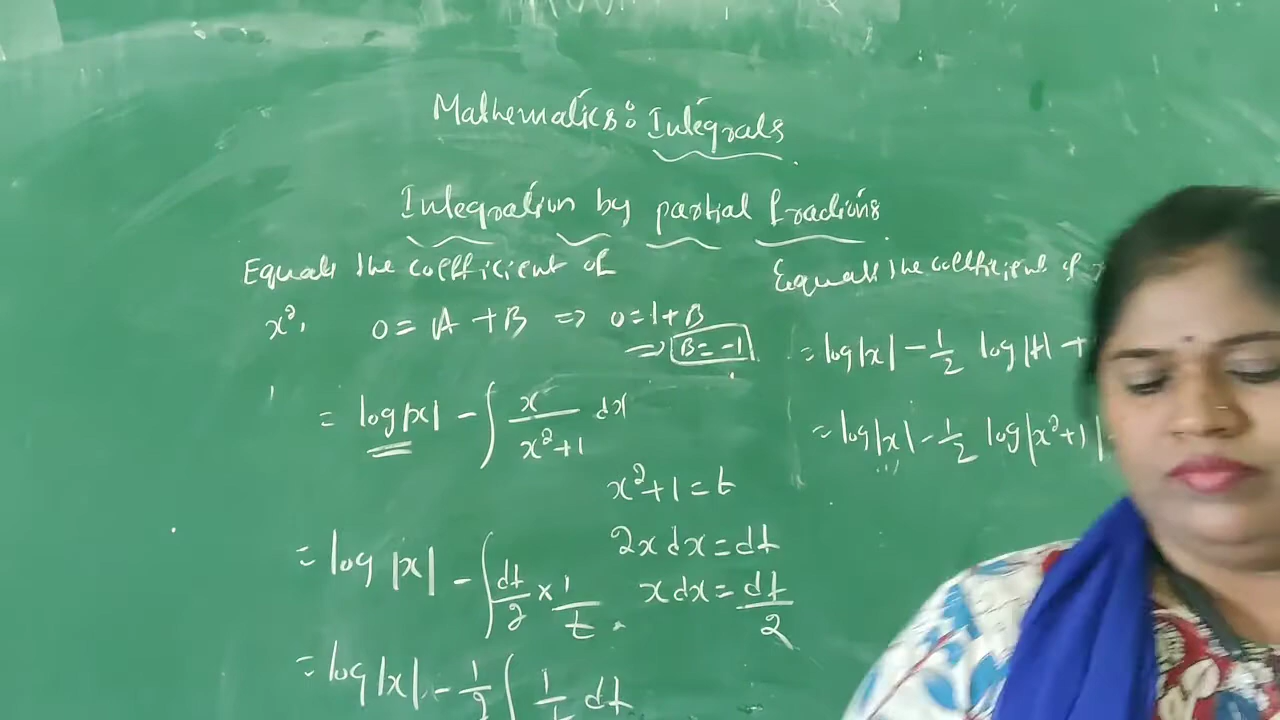 Mathematics: Integrals
Integration by partial fractions
Equals the coefficient of
x², 0 = A + B ⇒ 0 = 1 + B
⇒ B = -1
= log|x| - ∫ x/(x²+1) dx
x²+1 = t
2x dx = dt
x dx = dt/2
= log |x| - ∫ dt/2 × 1/t
= log|x| - 1/2 ∫ 1/t dt
Equals the coefficient of
= log|x| - 1/2 log|t| +
= log|x| - 1/2 log|x²+1|